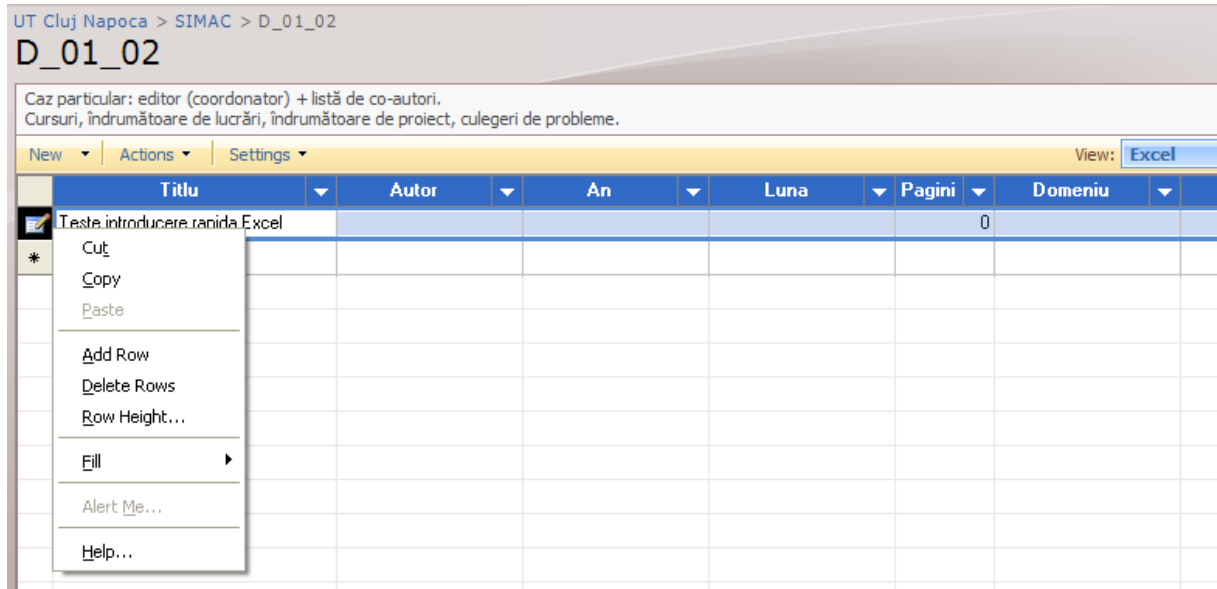 UT Cluj Napoca > SIMAC > D_01_02
D_01_02
Caz particular: editor (coordonator) + listă de co-autori.
Cursuri, îndrumătoare de lucrări, îndrumătoare de proiect, culegeri de probleme.
New Actions Settings View: Excel
Titlu Autor An Luna Pagini Domeniu
Teste introducere rapida Excel 0
*
Cut
Copy
Paste
Add Row
Delete Rows
Row Height...
Fill
Alert Me...
Help...